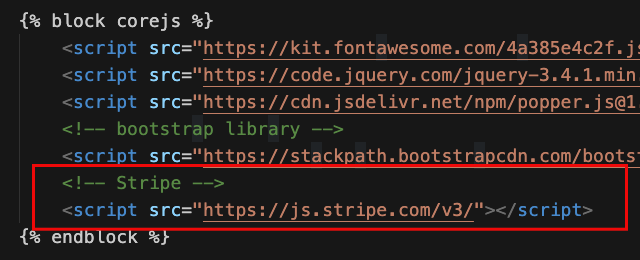 {% block corejs %}
<script src="https://kit.fontawesome.com/4a385e4c2f.js
<script src="https://code.jquery.com/jquery-3.4.1.min
<script src="https://cdn.jsdelivr.net/npm/popper.js@1
<!-- bootstrap library -->
<script src="https://stackpath.bootstrapcdn.com/boots
<!-- Stripe -->
<script src="https://js.stripe.com/v3/"></script>
{% endblock %}